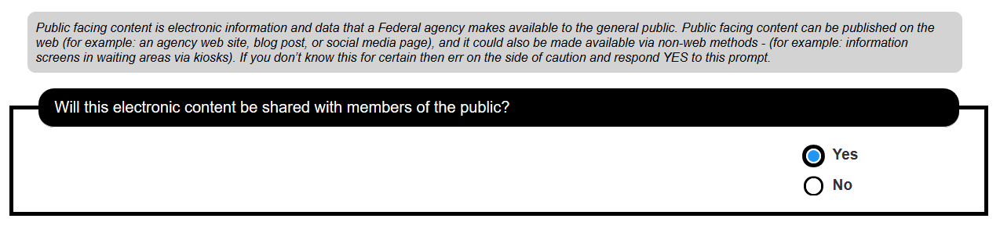 Public facing content is electronic information and data that a Federal agency makes available to the general public. Public facing content can be published on the
web (for example: an agency web site, blog post, or social media page), and it could also be made available via non-web methods - (for example: information
screens in waiting areas via kiosks). If you don’t know this for certain then err on the side of caution and respond YES to this prompt.
Will this electronic content be shared with members of the public?
Yes
No